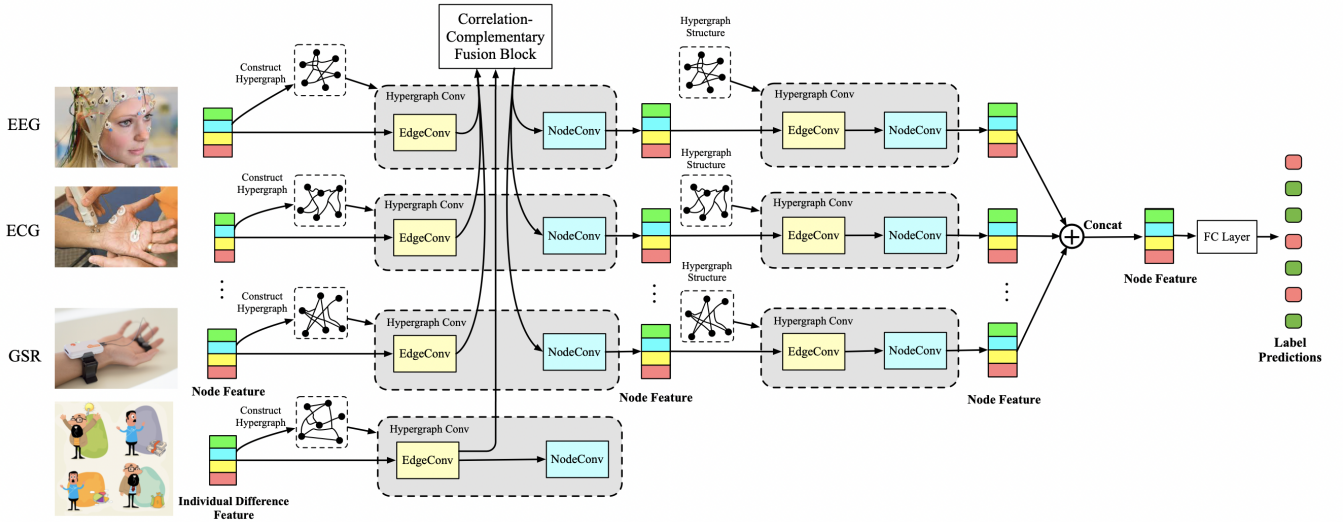 Correlation-
Complementary
Fusion Block
Hypergraph
Structure
Construct
Hypergraph
Hypergraph Conv
Hypergraph Conv
EEG
EdgeConv
NodeConv
EdgeConv
NodeConv
Construct
Hypergraph
Hypergraph
Structure
Hypergraph Conv
Hypergraph Conv
ECG
EdgeConv
NodeConv
EdgeConv
NodeConv
Concat
FC Layer
Node Feature
Construct
Hypergraph
Hypergraph
Structure
Hypergraph Conv
Hypergraph Conv
GSR
EdgeConv
NodeConv
EdgeConv
NodeConv
Label
Predictions
Node Feature
Node Feature
Node Feature
Construct
Hypergraph
Hypergraph Conv
EdgeConv
NodeConv
Individual Difference
Feature